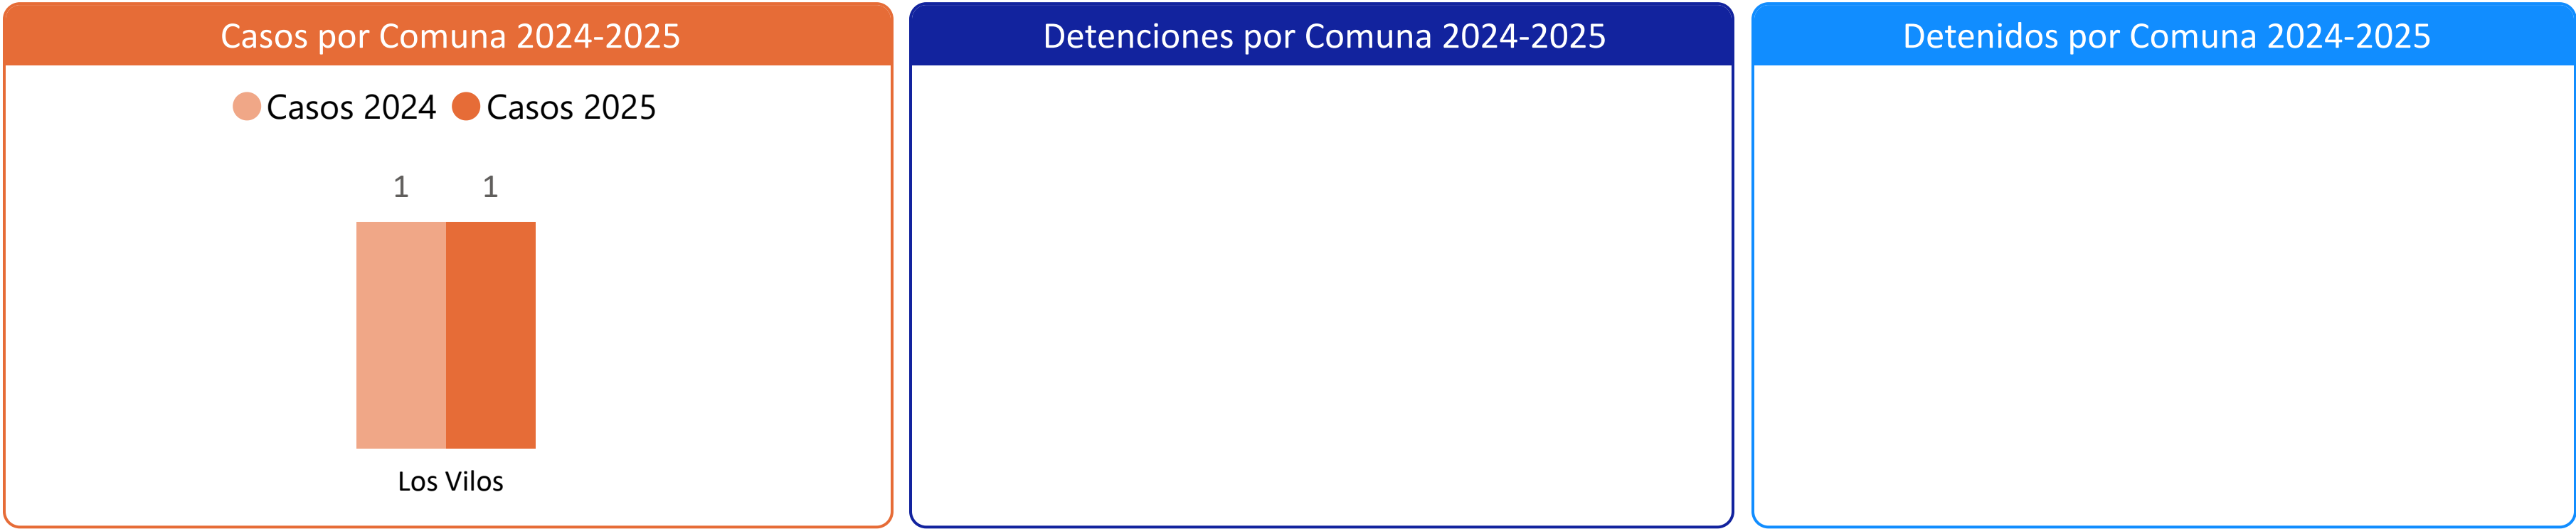 Casos por Comuna 2024-2025
Casos 2024 Casos 2025
1 1
Los Vilos
Detenciones por Comuna 2024-2025
Detenidos por Comuna 2024-2025